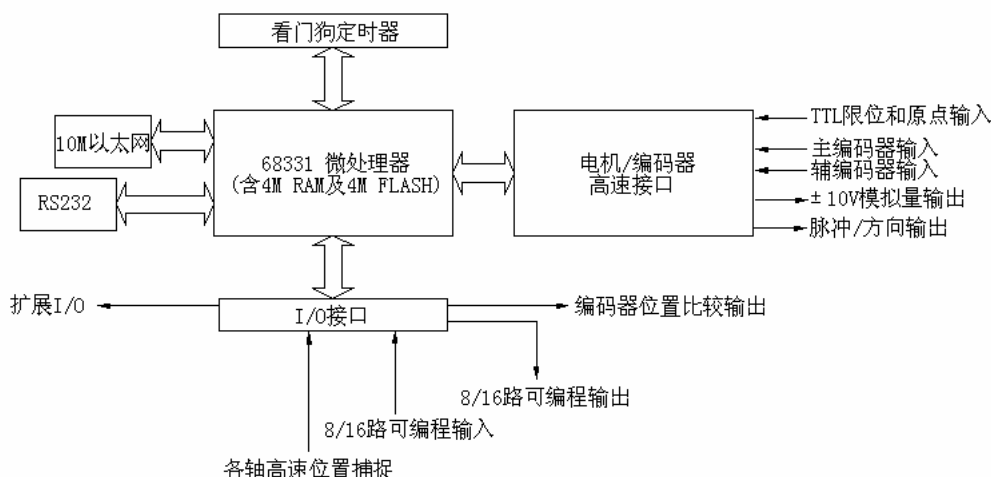 看门狗定时器
10M以太网
RS232
68331 微处理器
(含4M RAM及4M FLASH)
电机/编码器
高速接口
TTL限位和原点输入
主编码器输入
辅编码器输入
±10V模拟量输出
脉冲/方向输出
扩展I/O
I/O接口
编码器位置比较输出
8/16路可编程输出
8/16路可编程输入
各轴高速位置捕捉